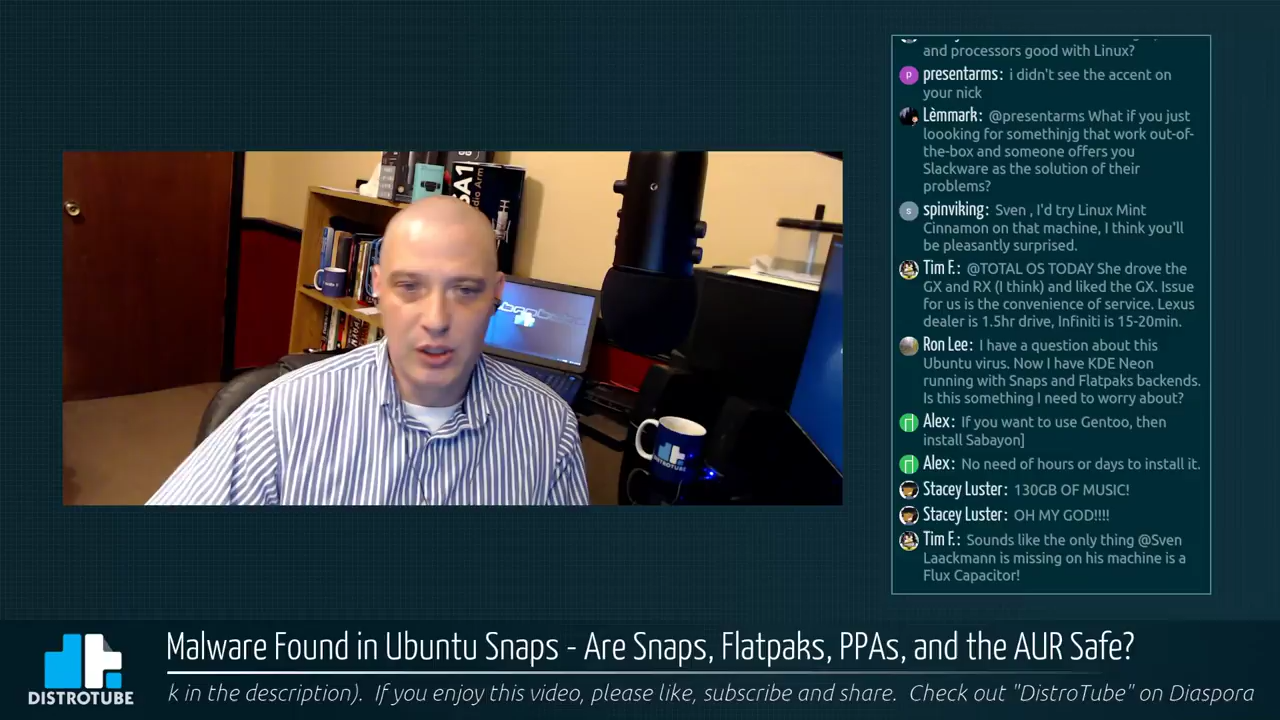 and processors good with Linux?
presentarms: i didn't see the accent on
your nick
Lèmmark: @presentarms What if you just
loooking for somethinjg that work out-of-
the-box and someone offers you
Slackware as the solution of their
problems?
spinviking: Sven , I'd try Linux Mint
Cinnamon on that machine, I think you'll
be pleasantly surprised.
Tim F.: @TOTAL OS TODAY She drove the
GX and RX (I think) and liked the GX. Issue
for us is the convenience of service. Lexus
dealer is 1.5hr drive, Infiniti is 15-20min.
Ron Lee: I have a question about this
Ubuntu virus. Now I have KDE Neon
running with Snaps and Flatpaks backends.
Is this something I need to worry about?
Alex: If you want to use Gentoo, then
install Sabayon]
Alex: No need of hours or days to install it.
Stacey Luster: 130GB OF MUSIC!
Stacey Luster: OH MY GOD!!!!
Tim F.: Sounds like the only thing @Sven
Laackmann is missing on his machine is a
Flux Capacitor!
SA1
DISTROTUBE
Malware Found in Ubuntu Snaps - Are Snaps, Flatpaks, PPAs, and the AUR Safe?
DISTROTUBE
k in the description). If you enjoy this video, please like, subscribe and share. Check out "DistroTube" on Diaspora